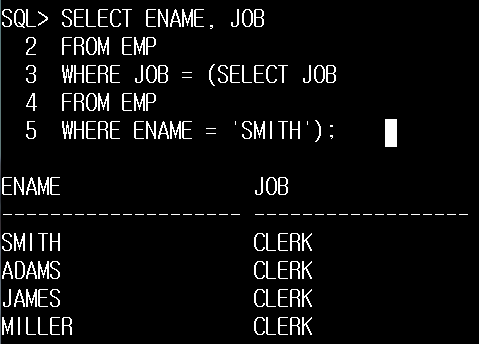 SQL> SELECT ENAME, JOB
2 FROM EMP
3 WHERE JOB = (SELECT JOB
4 FROM EMP
5 WHERE ENAME = 'SMITH');
ENAME JOB
-------------------- ------------------
SMITH CLERK
ADAMS CLERK
JAMES CLERK
MILLER CLERK